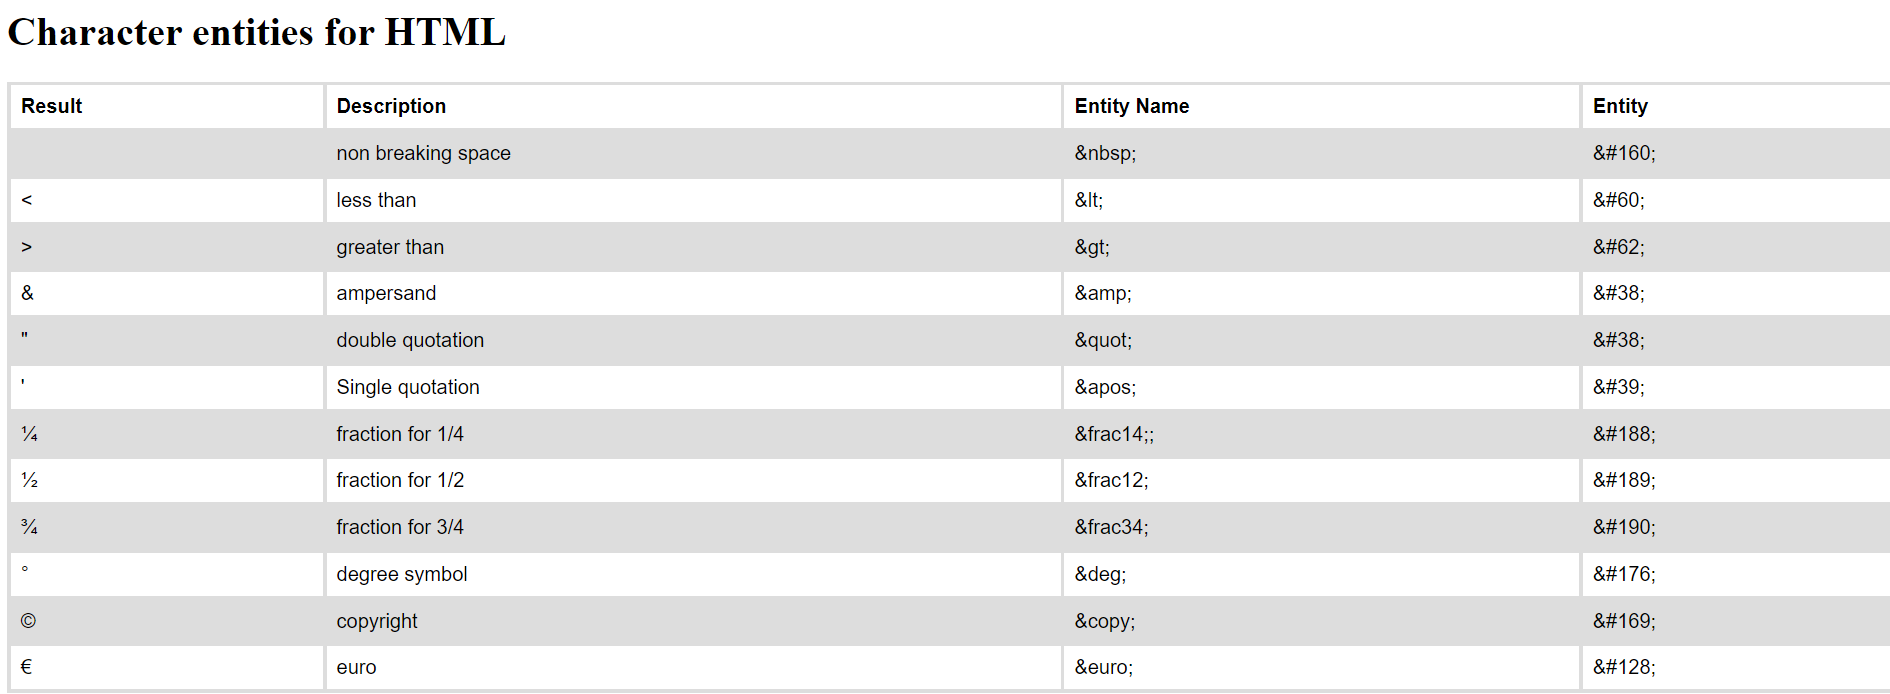 Character entities for HTML
Result Description Entity Name Entity
non breaking space &nbsp; &#160;
< less than &lt; &#60;
> greater than &gt; &#62;
& ampersand &amp; &#38;
" double quotation &quot; &#38;
' Single quotation &apos; &#39;
¼ fraction for 1/4 &frac14;; &#188;
½ fraction for 1/2 &frac12; &#189;
¾ fraction for 3/4 &frac34; &#190;
° degree symbol &deg; &#176;
© copyright &copy; &#169;
€ euro &euro; &#128;